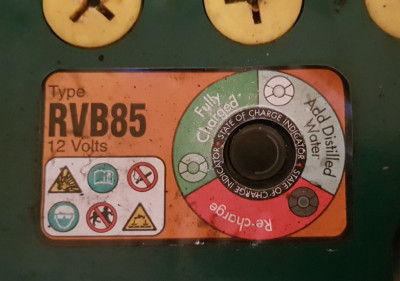 Type
RVB85
12 Volts
Fully
Charged
Add Distilled
Water
Re-charge
STATE OF CHARGE INDICATOR
STATE OF CHARGE INDICATOR